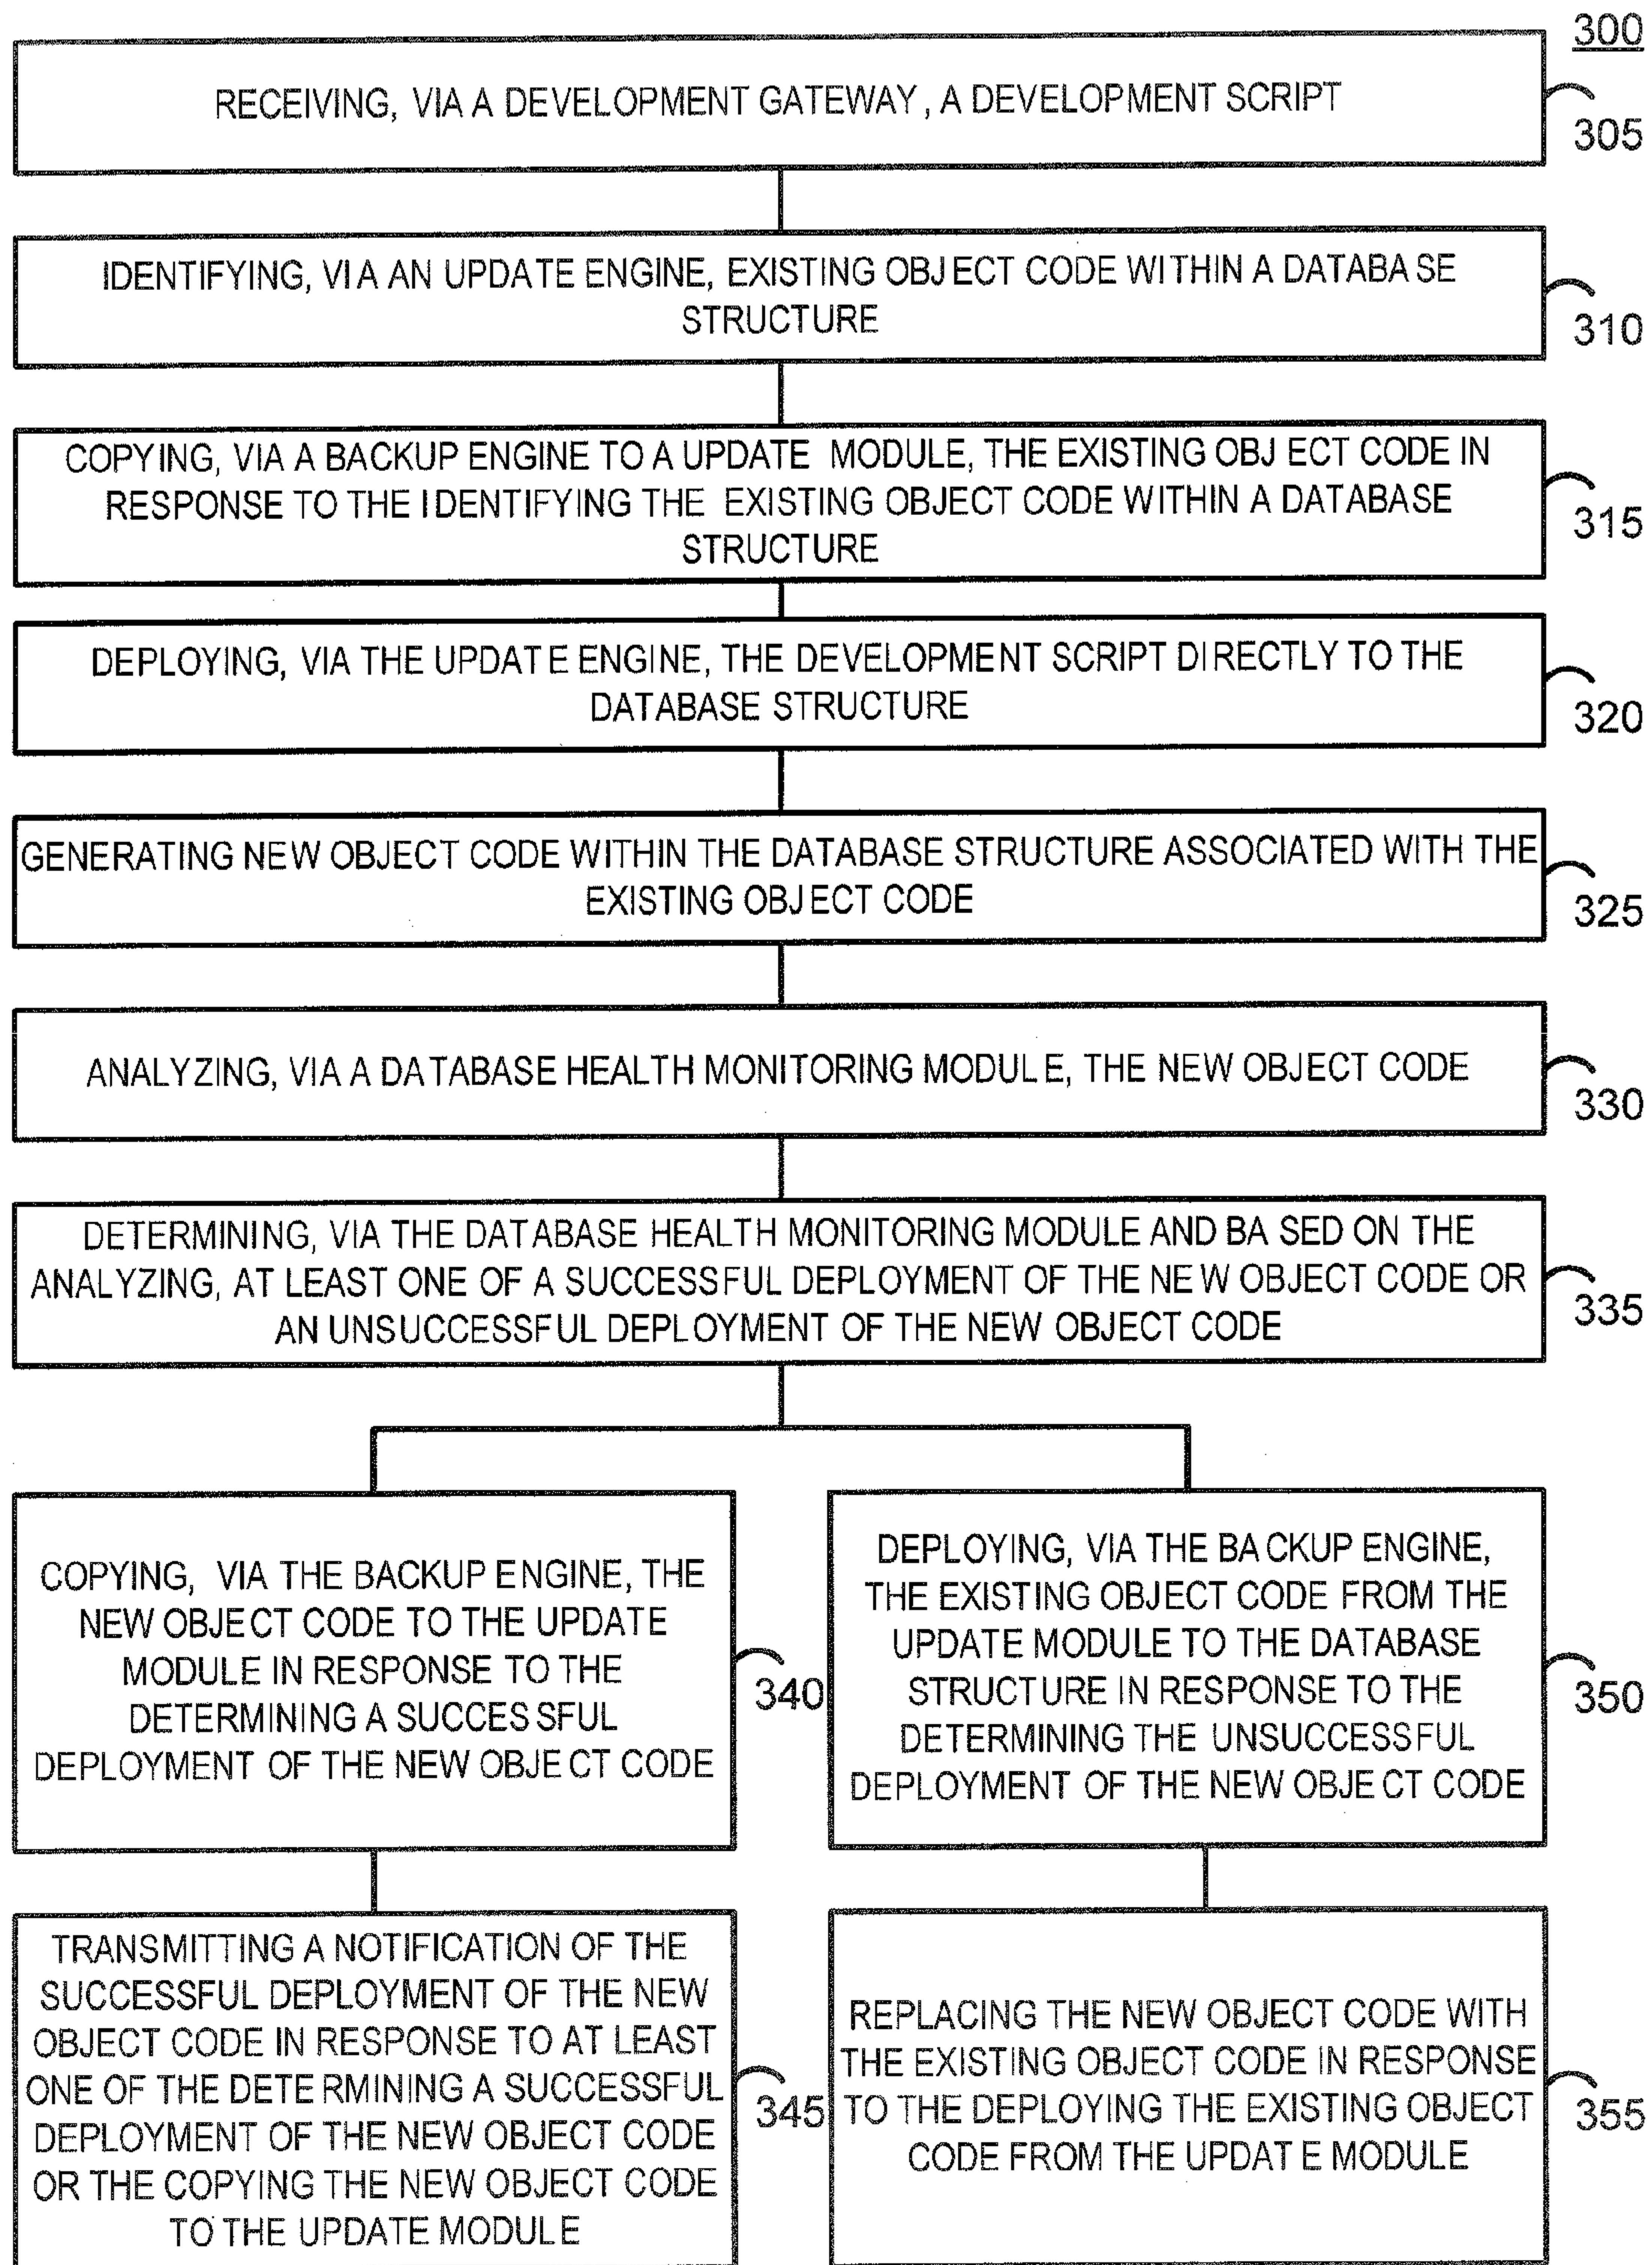 300
RECEIVING, VIA A DEVELOPMENT GATEWAY, A DEVELOPMENT SCRIPT
305
IDENTIFYING, VIA AN UPDATE ENGINE, EXISTING OBJECT CODE WITHIN A DATABASE
STRUCTURE
310
COPYING, VIA A BACKUP ENGINE TO A UPDATE MODULE, THE EXISTING OBJECT CODE IN
RESPONSE TO THE IDENTIFYING THE EXISTING OBJECT CODE WITHIN A DATABASE
STRUCTURE
315
DEPLOYING, VIA THE UPDATE ENGINE, THE DEVELOPMENT SCRIPT DIRECTLY TO THE
DATABASE STRUCTURE
320
GENERATING NEW OBJECT CODE WITHIN THE DATABASE STRUCTURE ASSOCIATED WITH THE
EXISTING OBJECT CODE
325
ANALYZING, VIA A DATABASE HEALTH MONITORING MODULE, THE NEW OBJECT CODE
330
DETERMINING, VIA THE DATABASE HEALTH MONITORING MODULE AND BASED ON THE
ANALYZING, AT LEAST ONE OF A SUCCESSFUL DEPLOYMENT OF THE NEW OBJECT CODE OR
AN UNSUCCESSFUL DEPLOYMENT OF THE NEW OBJECT CODE
335
COPYING, VIA THE BACKUP ENGINE, THE
NEW OBJECT CODE TO THE UPDATE
MODULE IN RESPONSE TO THE
DETERMINING A SUCCESSFUL
DEPLOYMENT OF THE NEW OBJECT CODE
340
DEPLOYING, VIA THE BACKUP ENGINE,
THE EXISTING OBJECT CODE FROM THE
UPDATE MODULE TO THE DATABASE
STRUCTURE IN RESPONSE TO THE
DETERMINING THE UNSUCCESSFUL
DEPLOYMENT OF THE NEW OBJECT CODE
350
TRANSMITTING A NOTIFICATION OF THE
SUCCESSFUL DEPLOYMENT OF THE NEW
OBJECT CODE IN RESPONSE TO AT LEAST
ONE OF THE DETERMINING A SUCCESSFUL
DEPLOYMENT OF THE NEW OBJECT CODE
OR THE COPYING THE NEW OBJECT CODE
TO THE UPDATE MODULE
345
REPLACING THE NEW OBJECT CODE WITH
THE EXISTING OBJECT CODE IN RESPONSE
TO THE DEPLOYING THE EXISTING OBJECT
CODE FROM THE UPDATE MODULE
355